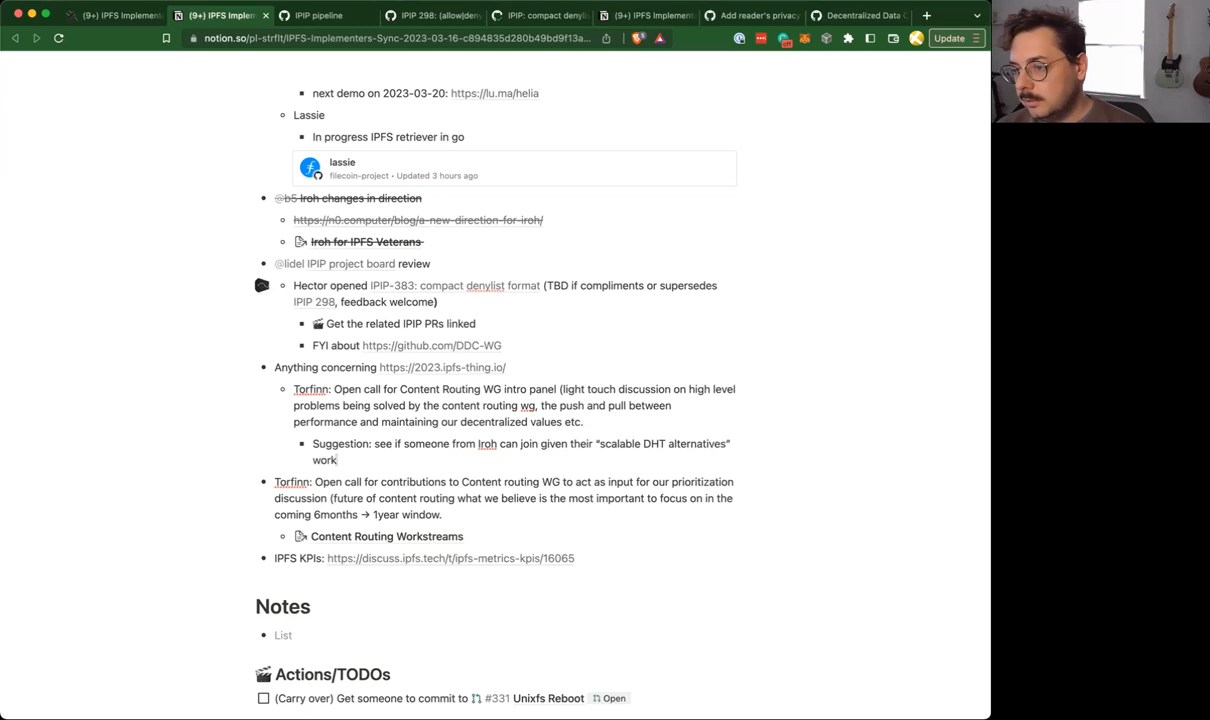 (9+) IPFS Implement
(9+) IPFS Implem
IPIP pipeline
IPIP 298: (allow|deny
IPIP: compact denylis
(9+) IPFS Implement
Add reader's privacy
Decentralized Data C
notion.so/pl-strflt/IPFS-Implementers-Sync-2023-03-16-c894835d280b49bd9f13a...
Update
next demo on 2023-03-20: https://lu.ma/helia
Lassie
In progress IPFS retriever in go
lassie
filecoin-project • Updated 3 hours ago
@b5 Iroh changes in direction
https://n0.computer/blog/a-new-direction-for-iroh/
Iroh for IPFS Veterans
@lidel IPIP project board review
Hector opened IPIP-383: compact denylist format (TBD if compliments or supersedes
IPIP 298, feedback welcome)
🎬 Get the related IPIP PRs linked
FYI about https://github.com/DDC-WG
Anything concerning https://2023.ipfs-thing.io/
Torfinn: Open call for Content Routing WG intro panel (light touch discussion on high level
problems being solved by the content routing wg, the push and pull between
performance and maintaining our decentralized values etc.
Suggestion: see if someone from Iroh can join given their “scalable DHT alternatives”
work
Torfinn: Open call for contributions to Content routing WG to act as input for our prioritization
discussion (future of content routing what we believe is the most important to focus on in the
coming 6months → 1year window.
Content Routing Workstreams
IPFS KPIs: https://discuss.ipfs.tech/t/ipfs-metrics-kpis/16065
Notes
List
🎬 Actions/TODOs
(Carry over) Get someone to commit to #331 Unixfs Reboot Open